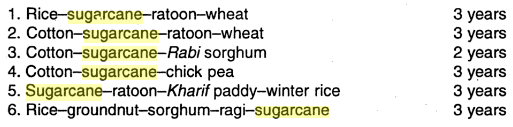 1. Rice–sugarcane–ratoon–wheat 3 years
2. Cotton–sugarcane–ratoon–wheat 3 years
3. Cotton–sugarcane–Rabi sorghum 2 years
4. Cotton–sugarcane–chick pea 3 years
5. Sugarcane–ratoon–Kharif paddy–winter rice 3 years
6. Rice–groundnut–sorghum–ragi–sugarcane 3 years